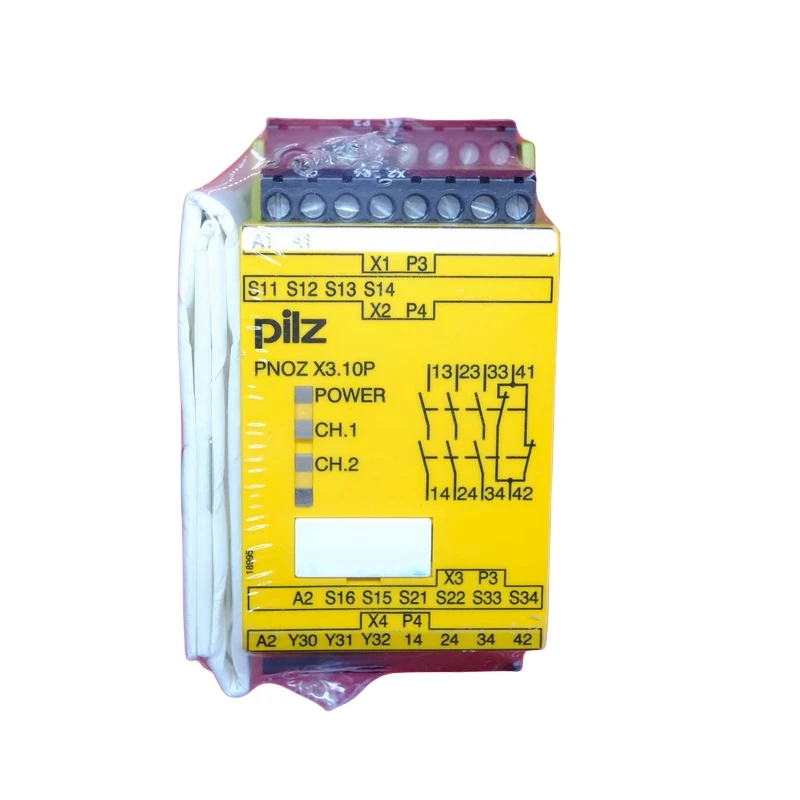 X1 P3
S11 S12 S13 S14
X2 P4
pilz
PNOZ X3.10P
13 23 33 41
POWER
CH.1
CH.2
14 24 34 42
X3 P3
A2 S16 S15 S21 S22 S33 S34
X4 P4
A2 Y30 Y31 Y32 14 24 34 42